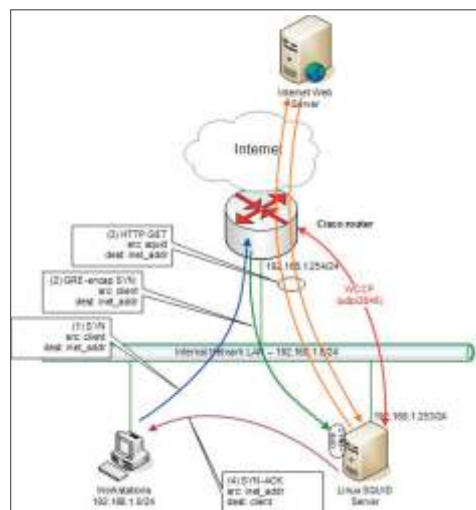 Internet Web
Server
Internet
Cisco router
(3) HTTP-GET
src: squid
dest: inet_addr
192.168.1.254/24
(2) GRE-encap SYN
src: client
dest: inet_addr
WCCP
(udp/2048)
(1) SYN
src: client
dest: inet_addr
Internal Network LAN - 192.168.1.0/24
192.168.1.253/24
Workstations
192.168.1.0/24
(4) SYN-ACK
src: inet_addr
dest: client
Linux SQUID
Server